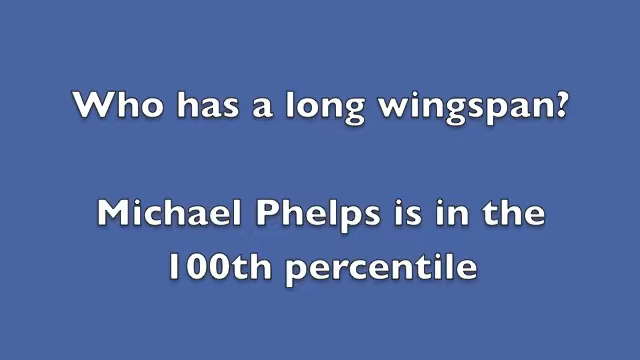 Who has a long wingspan?
Michael Phelps is in the
100th percentile